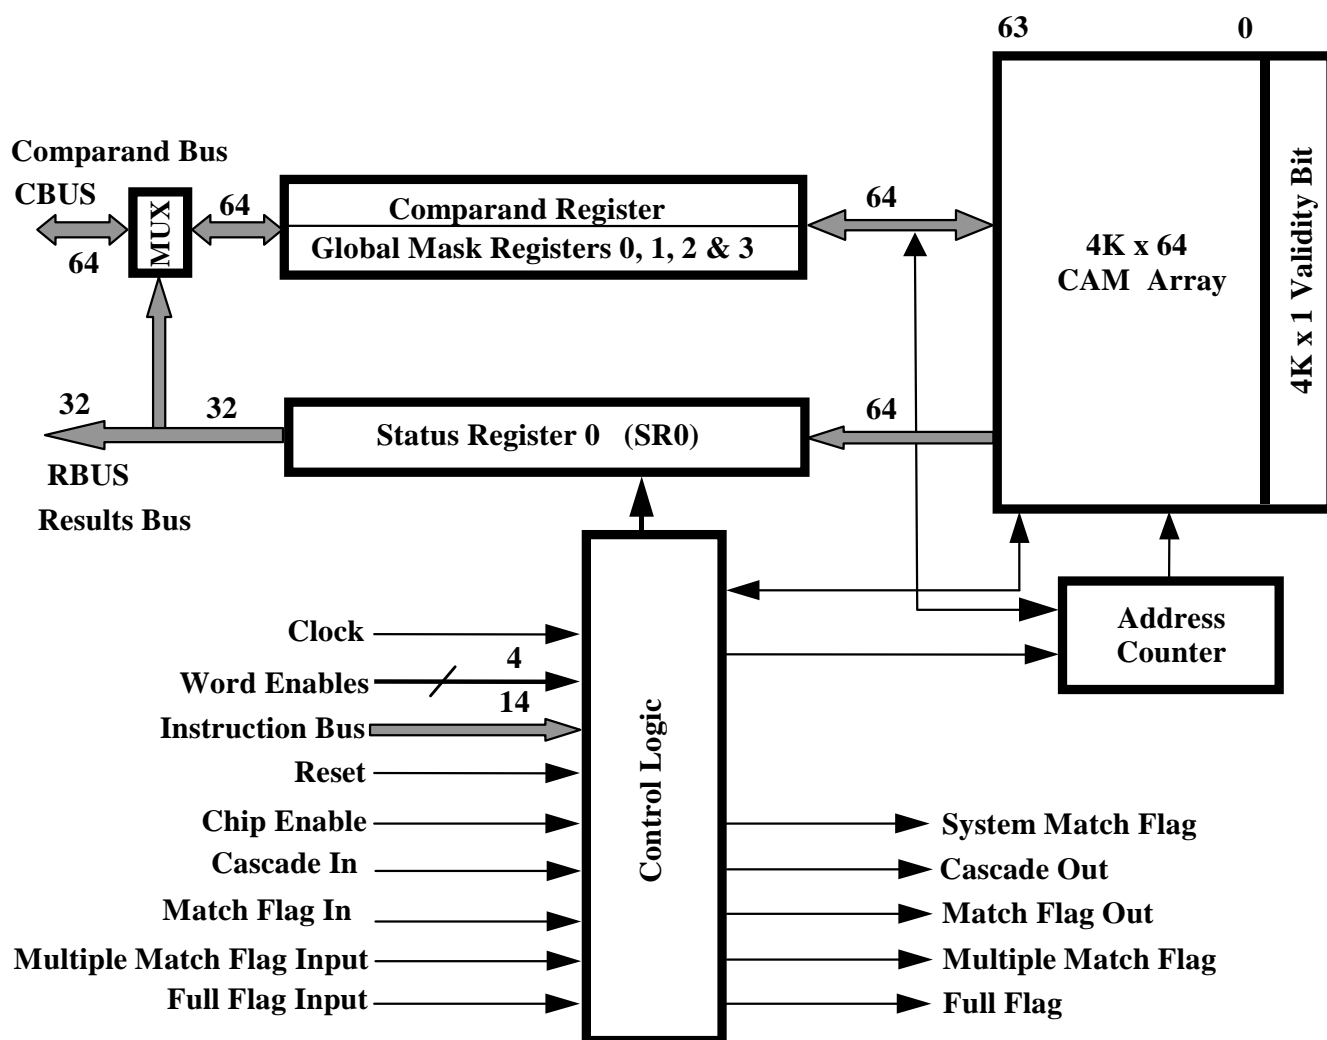 63 0
Comparand Bus
CBUS
64
MUX
64
Comparand Register
Global Mask Registers 0, 1, 2 & 3
64
4K x 64
CAM Array
4K x 1 Validity Bit
32
32
RBUS
Results Bus
Status Register 0 (SR0)
64
Address
Counter
Control Logic
Clock
Word Enables
4
Instruction Bus
14
Reset
Chip Enable
Cascade In
Match Flag In
Multiple Match Flag Input
Full Flag Input
System Match Flag
Cascade Out
Match Flag Out
Multiple Match Flag
Full Flag